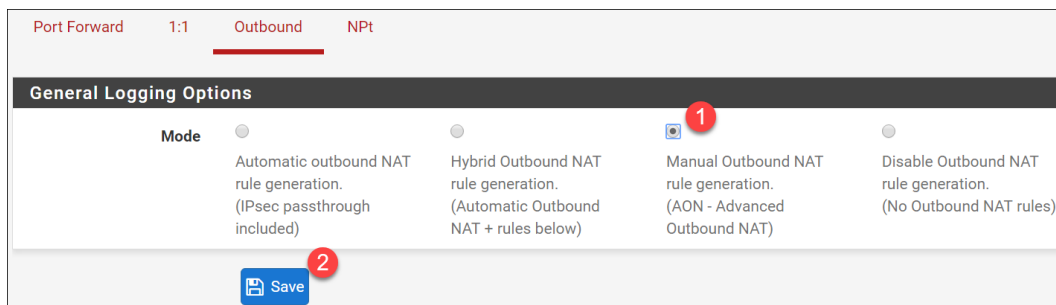 Port Forward 1:1 Outbound NPt
General Logging Options
Mode
1
Automatic outbound NAT
rule generation.
(IPsec passthrough
included)
Hybrid Outbound NAT
rule generation.
(Automatic Outbound
NAT + rules below)
Manual Outbound NAT
rule generation.
(AON - Advanced
Outbound NAT)
Disable Outbound NAT
rule generation.
(No Outbound NAT rules)
2
Save